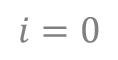 i = 0